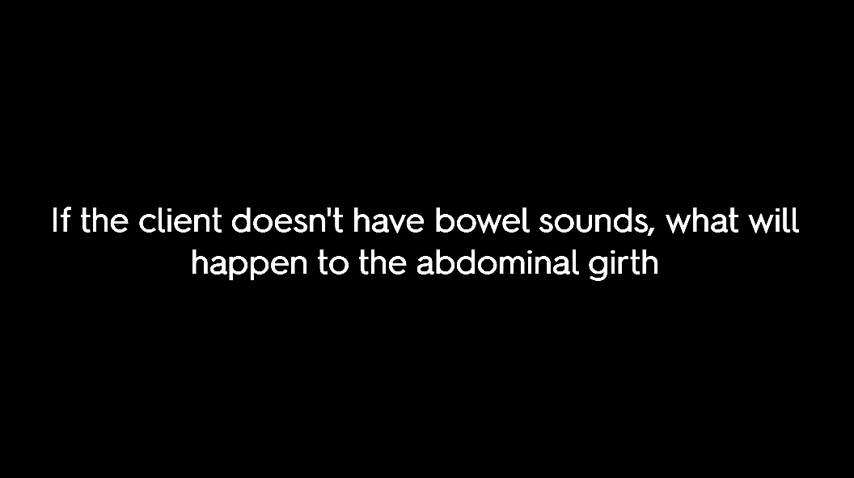 If the client doesn't have bowel sounds, what will
happen to the abdominal girth